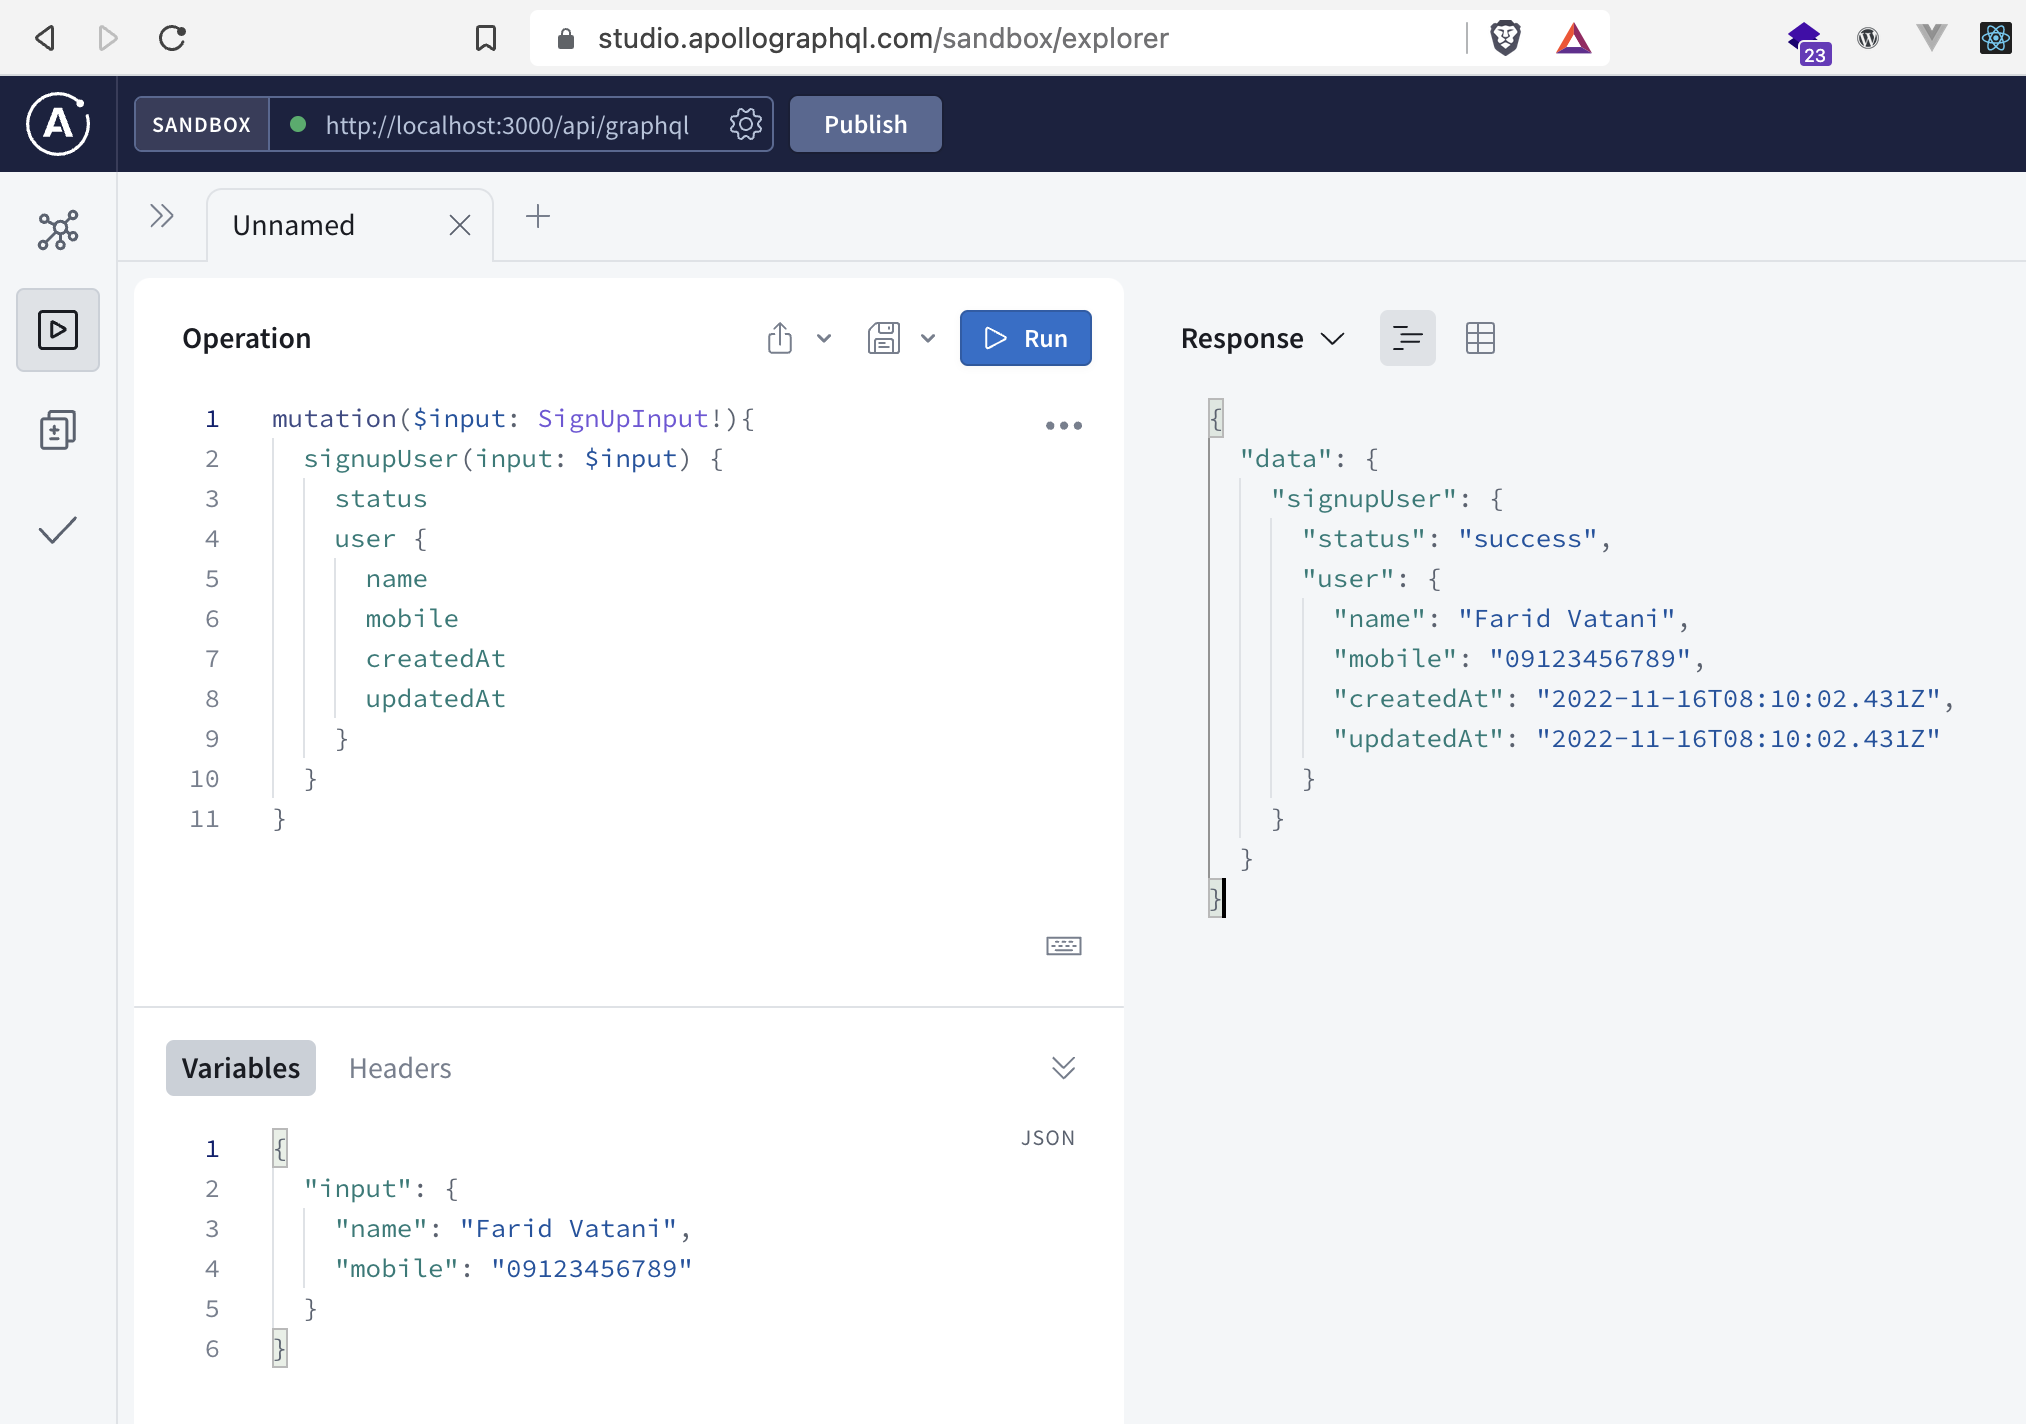 studio.apollographql.com/sandbox/explorer
23
SANDBOX
http://localhost:3000/api/graphql
Publish
Unnamed
Operation
Run
1 mutation($input: SignUpInput!){
2 signupUser(input: $input) {
3 status
4 user {
5 name
6 mobile
7 createdAt
8 updatedAt
9 }
10 }
11 }
Variables
Headers
JSON
1 {
2 "input": {
3 "name": "Farid Vatani",
4 "mobile": "09123456789"
5 }
6 }
Response
{
"data": {
"signupUser": {
"status": "success",
"user": {
"name": "Farid Vatani",
"mobile": "09123456789",
"createdAt": "2022-11-16T08:10:02.431Z",
"updatedAt": "2022-11-16T08:10:02.431Z"
}
}
}
}